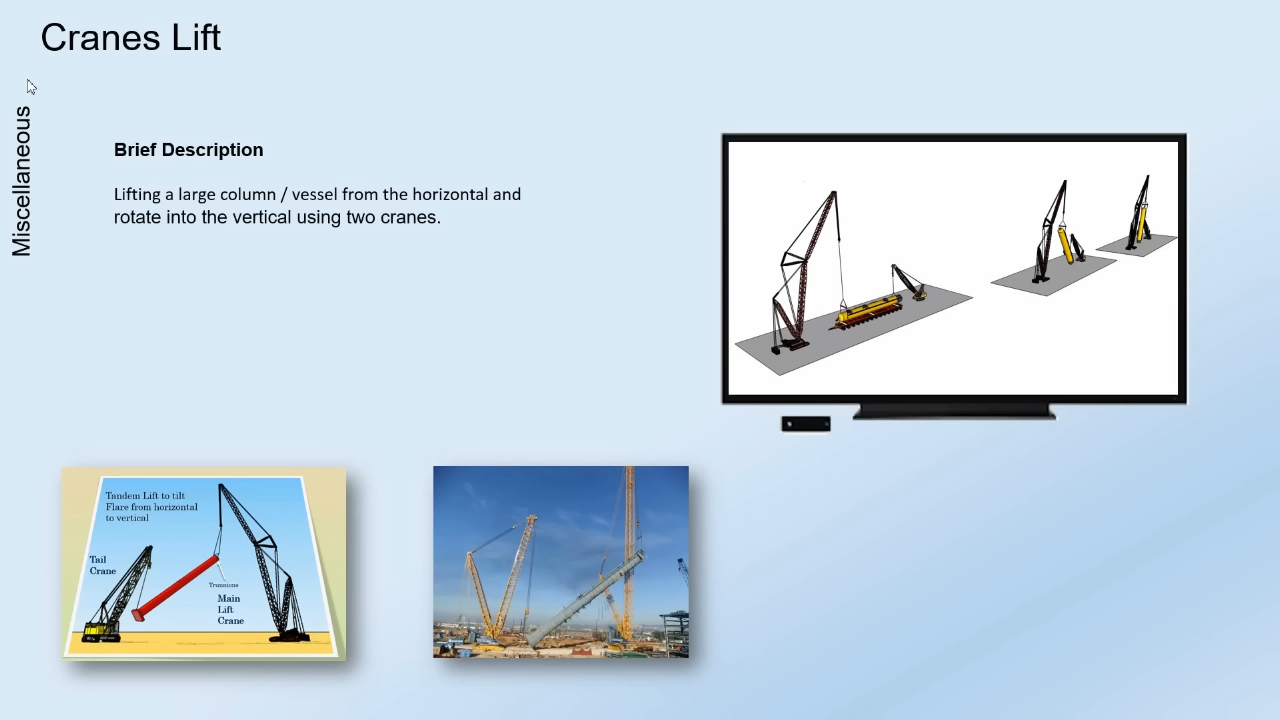 Cranes Lift
Miscellaneous
Brief Description
Lifting a large column / vessel from the horizontal and
rotate into the vertical using two cranes.
Tandem Lift to tilt
Flare from horizontal
to vertical
Tail
Crane
Trunnions
Main
Lift
Crane